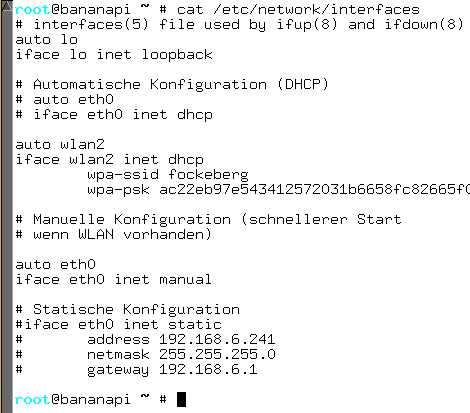 root@bananapi ~ # cat /etc/network/interfaces
# interfaces(5) file used by ifup(8) and ifdown(8)
auto lo
iface lo inet loopback
# Automatische Konfiguration (DHCP)
# auto eth0
# iface eth0 inet dhcp
auto wlan2
iface wlan2 inet dhcp
wpa-ssid fockeberg
wpa-psk ac22eb97e543412572031b6658fc82665f0
# Manuelle Konfiguration (schnellerer Start
# wenn WLAN vorhanden)
auto eth0
iface eth0 inet manual
# Statische Konfiguration
#iface eth0 inet static
# address 192.168.6.241
# netmask 255.255.255.0
# gateway 192.168.6.1
root@bananapi ~ #